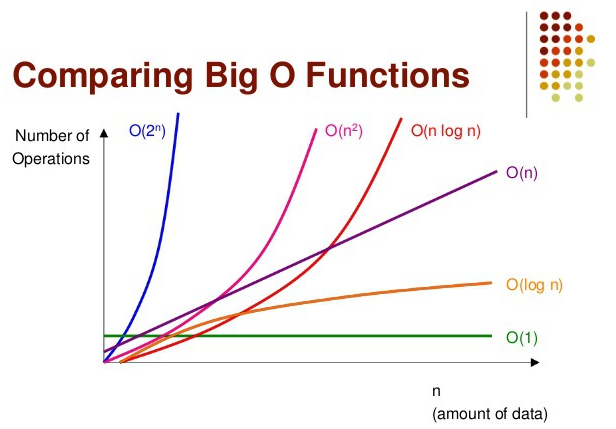 Comparing Big O Functions
Number of
Operations
O(2ⁿ)
O(n²)
O(n log n)
O(n)
O(log n)
O(1)
n
(amount of data)